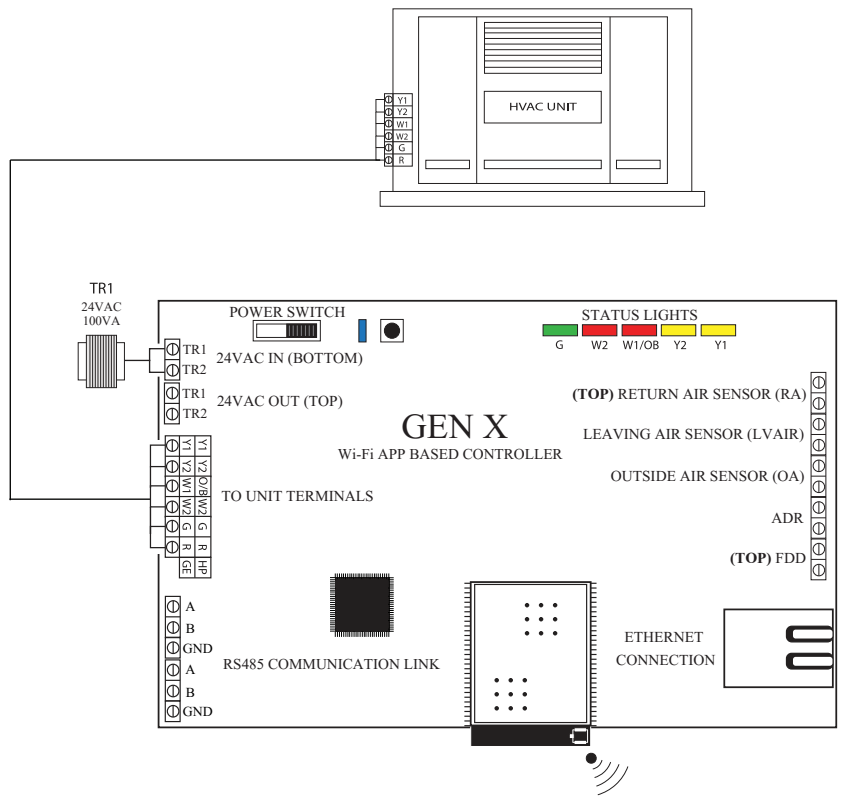 Y1
Y2
W1
W2
G
R
HVAC UNIT
TR1
24VAC
100VA
POWER SWITCH
STATUS LIGHTS
G W2 W1/OB Y2 Y1
TR1
TR2
24VAC IN (BOTTOM)
TR1
TR2
24VAC OUT (TOP)
(TOP) RETURN AIR SENSOR (RA)
LEAVING AIR SENSOR (LVAIR)
OUTSIDE AIR SENSOR (OA)
ADR
(TOP) FDD
GEN X
Wi-Fi APP BASED CONTROLLER
Y1 Y1
Y2 Y2
W1 O/B
W2 W2
G G
R R
GE HP
TO UNIT TERMINALS
A
B
GND
A
B
GND
RS485 COMMUNICATION LINK
ETHERNET
CONNECTION